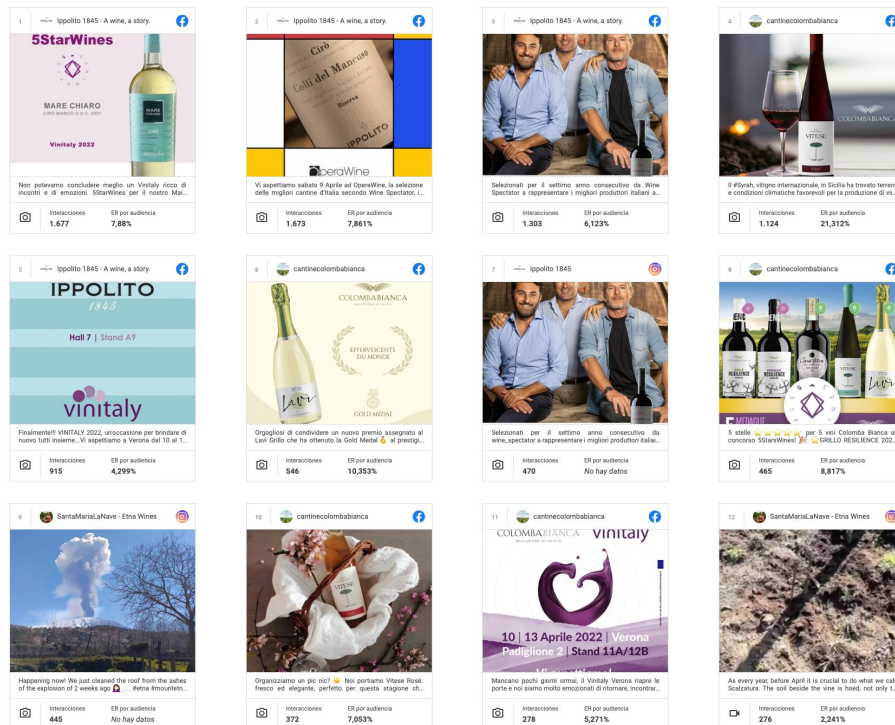 1 Ippolito 1845 - A wine, a story.
5StarWines
MARE CHIARO
CIRÒ BIANCO D.O.C. 2021
Vinitaly 2022
MARE
CHIARO
Non potevamo concludere meglio un Vinitaly ricco di
incontri e di emozioni. 5StarWines per il nostro Mar...
Interacciones ER por audiencia
1.677 7,88%
2 Ippolito 1845 - A wine, a story.
Cirò
Colli del Mancuso
Riserva
IPPOLITO
OperaWine
Vi aspettiamo sabato 9 Aprile ad OperaWine, la selezione
delle migliori cantine d'Italia secondo Wine Spectator, i...
Interacciones ER por audiencia
1.673 7,861%
3 Ippolito 1845 - A wine, a story.
Selezionati per il settimo anno consecutivo da Wine
Spectator a rappresentare i migliori produttori italiani a...
Interacciones ER por audiencia
1.303 6,123%
4 cantinecolombabianca
COLOMBABIANCA
VITESE
Il #Syrah, vitigno internazionale, in Sicilia ha trovato terreni
e condizioni climatiche favorevoli per la produzione di vi
Interacciones ER por audiencia
1.124 21,312%
5 Ippolito 1845 - A wine, a story.
IPPOLITO
1845
Hall 7 | Stand A9
vinitaly
Finalmente!!! VINITALY 2022, un'occasione per brindare di
nuovo tutti insieme...Vi aspettiamo a Verona dal 10 al 1...
Interacciones ER por audiencia
915 4,299%
6 cantinecolombabianca
COLOMBABIANCA
EFFERVESCENTS
DU MONDE
Lavì
GOLD MEDAL
Orgogliosi di condividere un nuovo premio assegnato al
Lavi Grillo che ha ottenuto la Gold Medal 🏅 al prestigi...
Interacciones ER por audiencia
546 10,353%
7 Ippolito 1845
Selezionati per il settimo anno consecutivo da
wine_spectator a rappresentare i migliori produttori italia...
Interacciones ER por audiencia
470 No hay datos
8 cantinecolombabianca
RESILIENCE
RESILIENCE
VITESE
Lavì
5 MEDAGLIE
5 stelle ⭐⭐⭐⭐⭐ per 5 vini Colomba Bianca al
concorso 5StarsWines! 🎉 ⭐GRILLO RESILIENCE 202
Interacciones ER por audiencia
465 8,817%
9 SantaMariaLaNave - Etna Wines
Happening now! We just cleaned the roof from the ashes
of the explosion of 2 weeks ago . . . #etna #mountetn...
Interacciones ER por audiencia
445 No hay datos
10 cantinecolombabianca
VITESE
Organizziamo un pic nic? ☀️ Noi portiamo Vitese Rosè:
fresco ed elegante, perfetto per questa stagione ch...
Interacciones ER por audiencia
372 7,053%
11 cantinecolombabianca
COLOMBABIANCA vinitaly
10 | 13 Aprile 2022 | Verona
Padiglione 2 | Stand 11A/12B
Mancano pochi giorni ormai, il Vinitaly Verona riapre le
porte e noi siamo molto emozionati di ritornare, incontrar...
Interacciones ER por audiencia
278 5,271%
12 SantaMariaLaNave - Etna Wines
As every year, before April it is crucial to do what we call
Scalzatura. The soil beside the vine is hoed, not only t
Interacciones ER por audiencia
276 2,241%